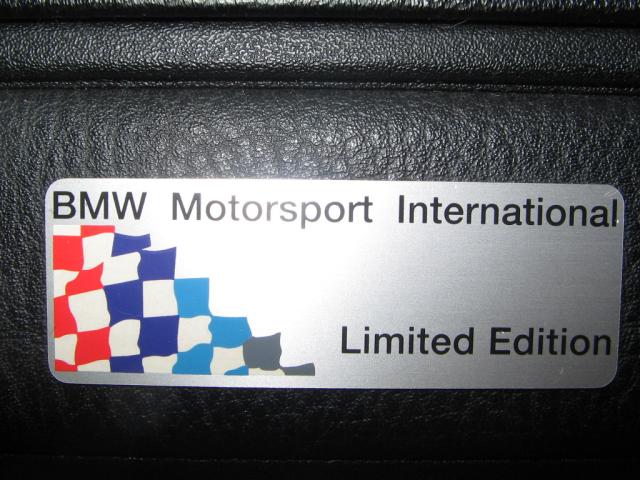 BMW Motorsport International
Limited Edition